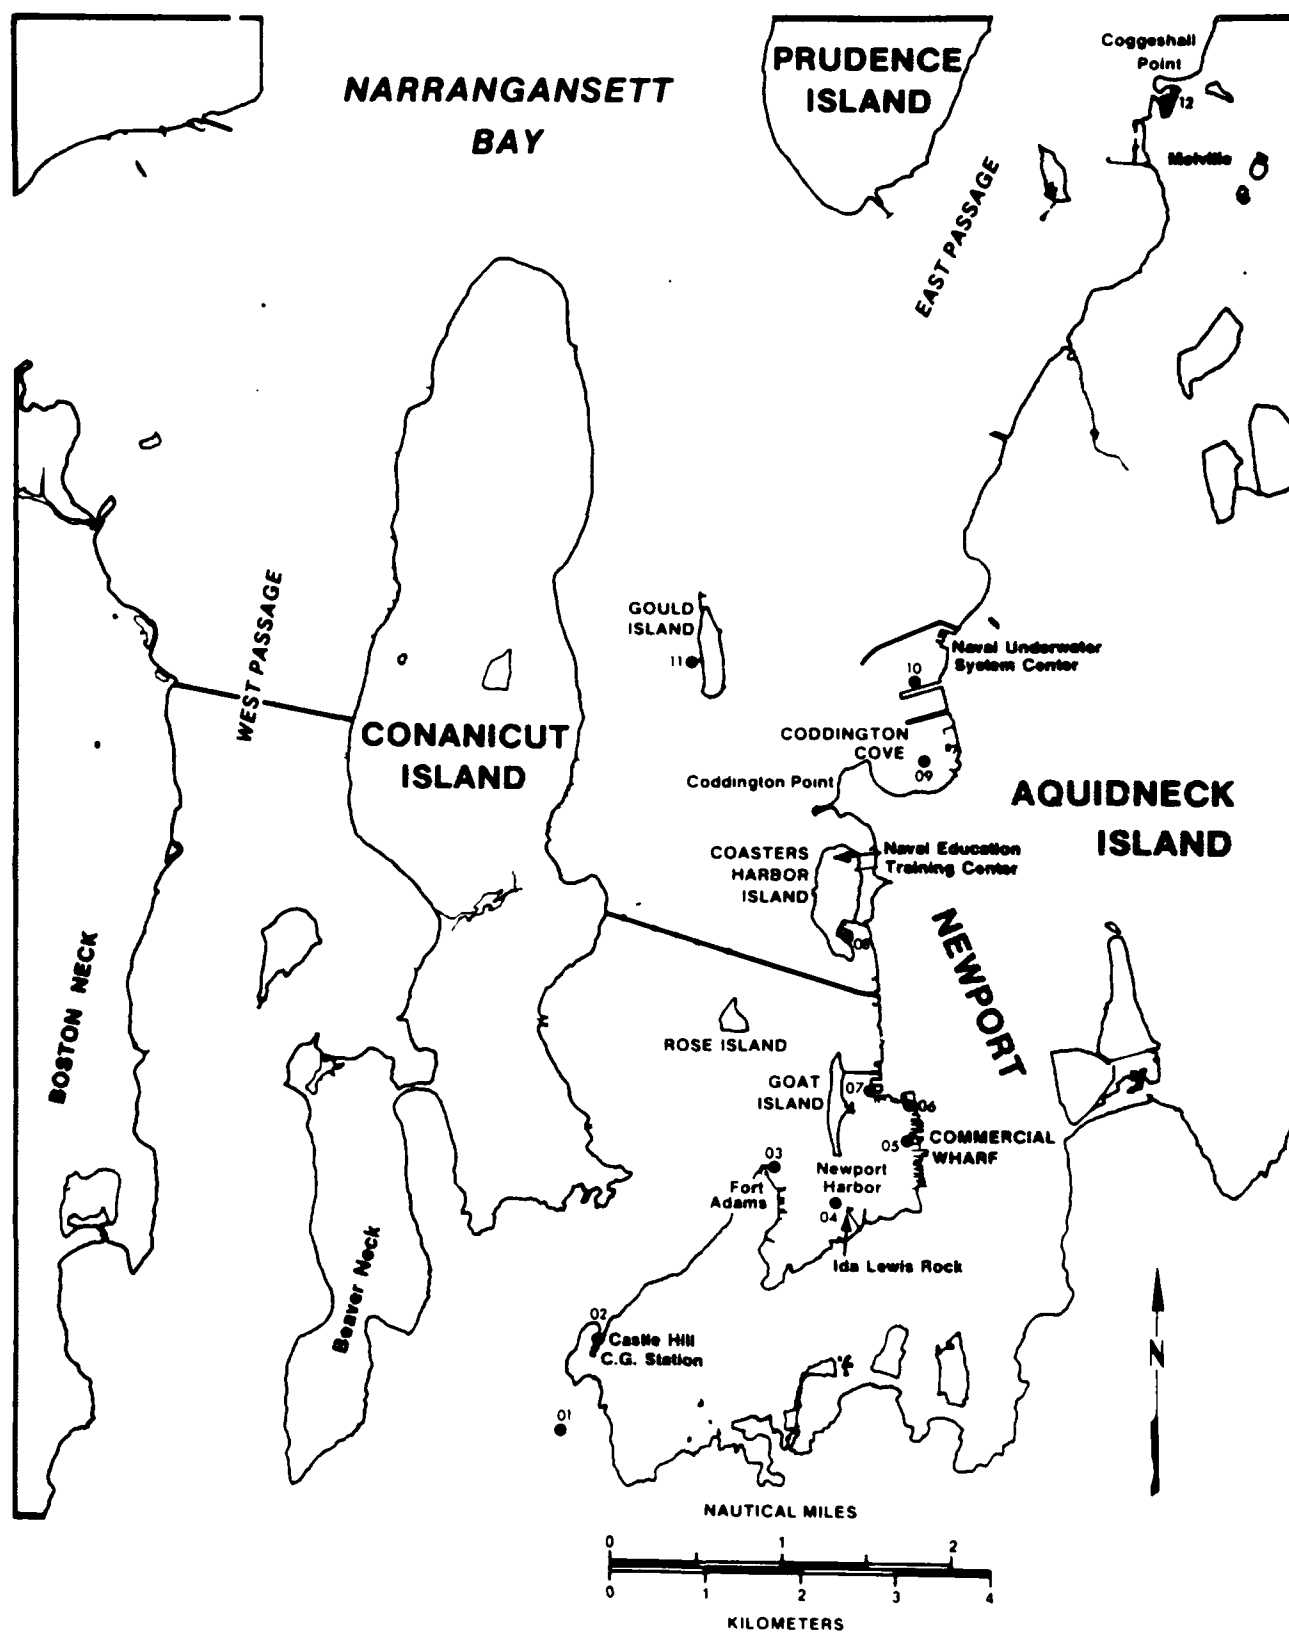 Coggeshall
Point
PRUDENCE
ISLAND
NARRANGANSETT
BAY
12
Melville
EAST PASSAGE
WEST PASSAGE
GOULD
ISLAND
11
Naval Underwater
System Center
10
CONANICUT
ISLAND
CODDINGTON
COVE
09
Coddington Point
AQUIDNECK
ISLAND
COASTERS
HARBOR
ISLAND
Naval Education
Training Center
08
NEWPORT
BOSTON NECK
ROSE ISLAND
GOAT
ISLAND
07
06
05
COMMERCIAL
WHARF
03
Fort
Adams
Newport
Harbor
04
Ida Lewis Rock
Beaver Neck
02
Castle Hill
C.G. Station
01
N
NAUTICAL MILES
0 1 2
0 1 2 3 4
KILOMETERS